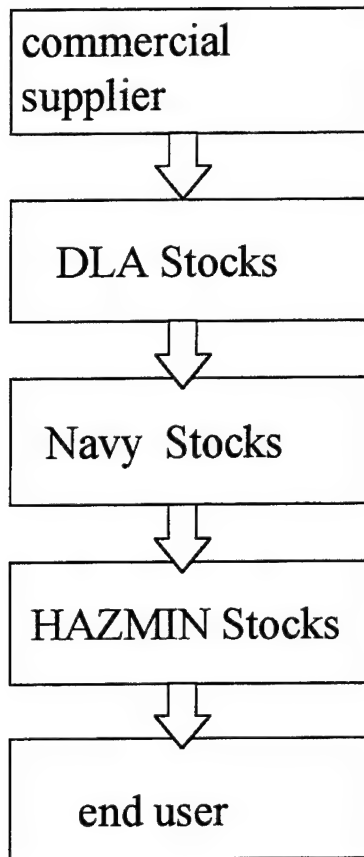 commercial
supplier
DLA Stocks
Navy Stocks
HAZMIN Stocks
end user